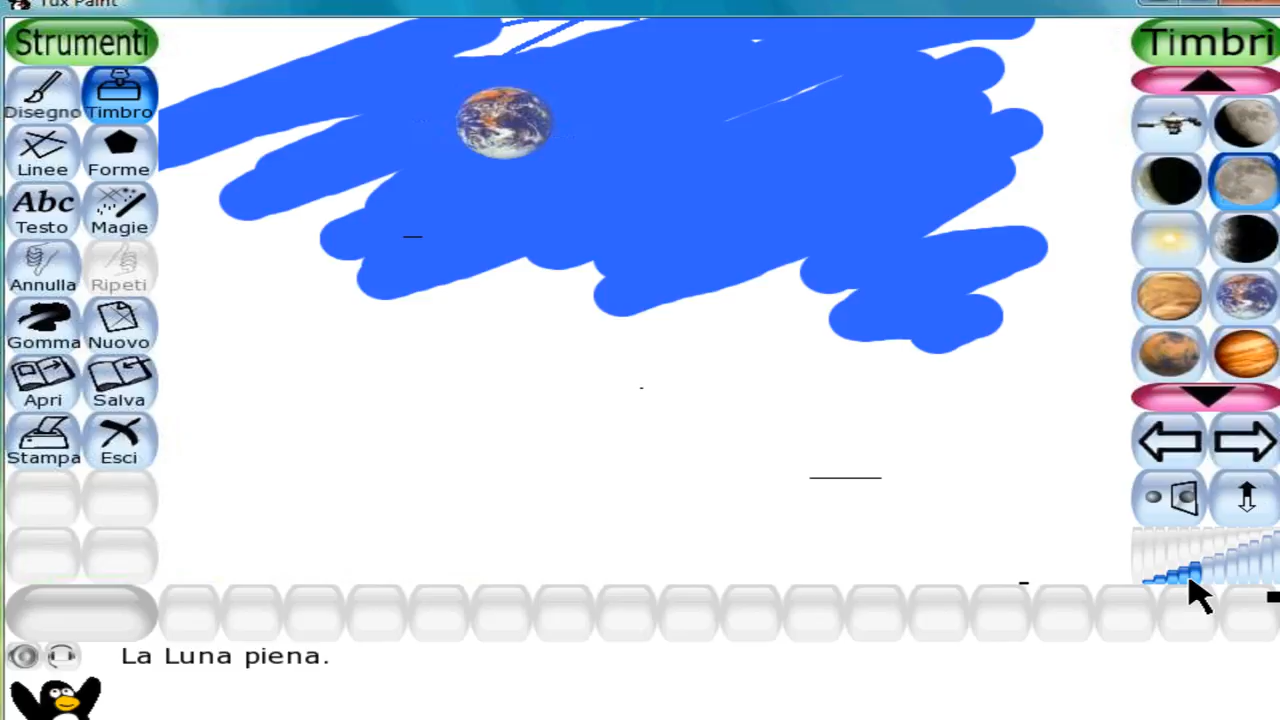 Tux Paint
Strumenti
Timbri
Disegno Timbro
Linee Forme
Abc
Testo Magie
Annulla Ripeti
Gomma Nuovo
Apri Salva
Stampa Esci
La Luna piena.